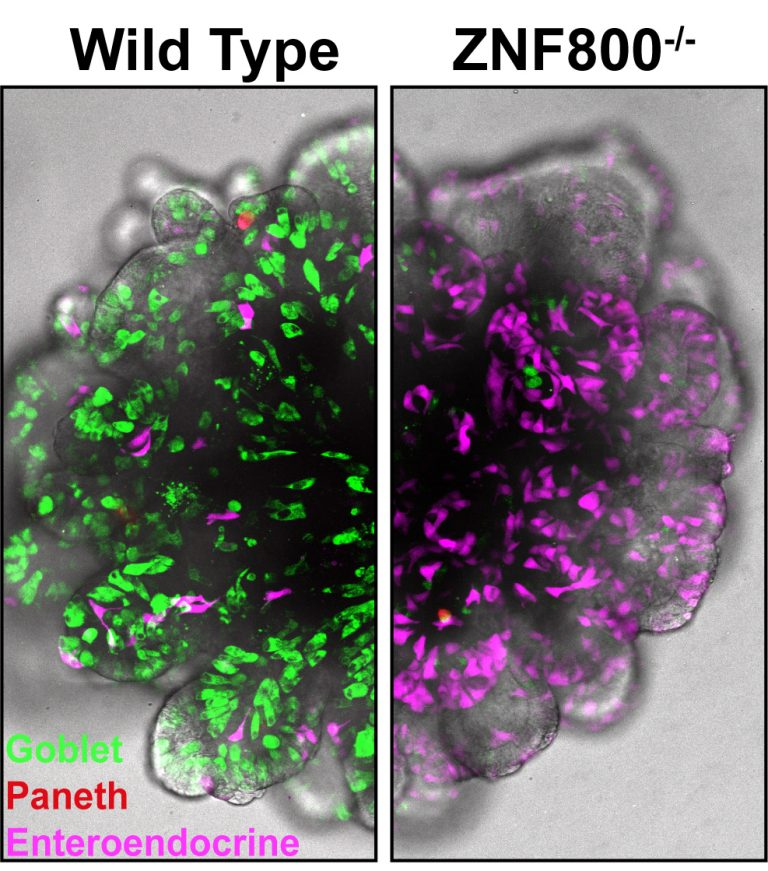 Wild Type
ZNF800-/-
Goblet
Paneth
Enteroendocrine